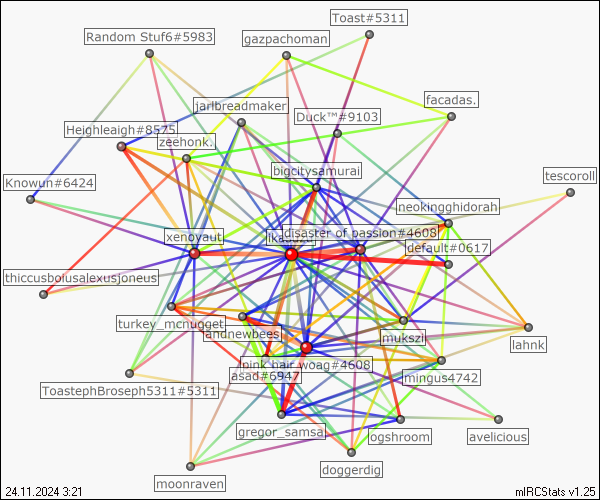 Toast#5311
Random Stuf6#5983
gazpachoman
jarlbreadmaker
facadas.
Duck™#9103
Heighleigh#8575
zeehonk.
bigcitysamurai
tescoroll
Knowun#6424
neokingghidorah
xenoyaut
disaster of passion#4608
default#0617
thiccusboiusalexusjoneus
turkey_mcnugget
andnewbees
mukszi
lahnk
pink hair woag#4608
asad#6947
mingus4742
ToastephBroseph5311#5311
gregor_samsa
ogshroom
avelicious
doggerdig
moonraven
24.11.2024 3:21
mIRCStats v1.25